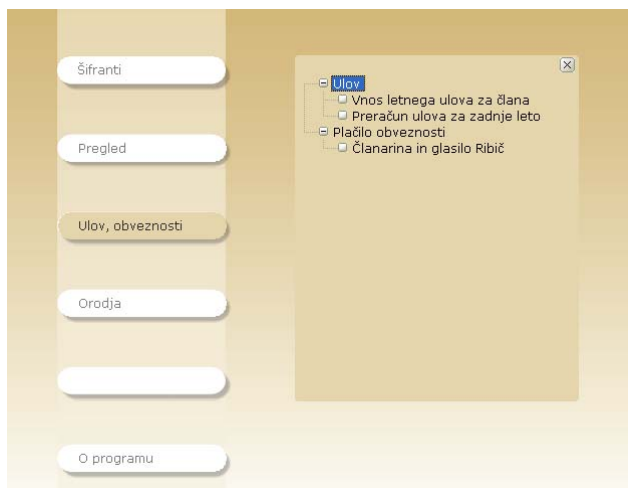 Šifranti
Pregled
Ulov, obveznosti
Orodja
O programu
Ulov
Vnos letnega ulova za člana
Preračun ulova za zadnje leto
Plačilo obveznosti
Članarina in glasilo Ribič